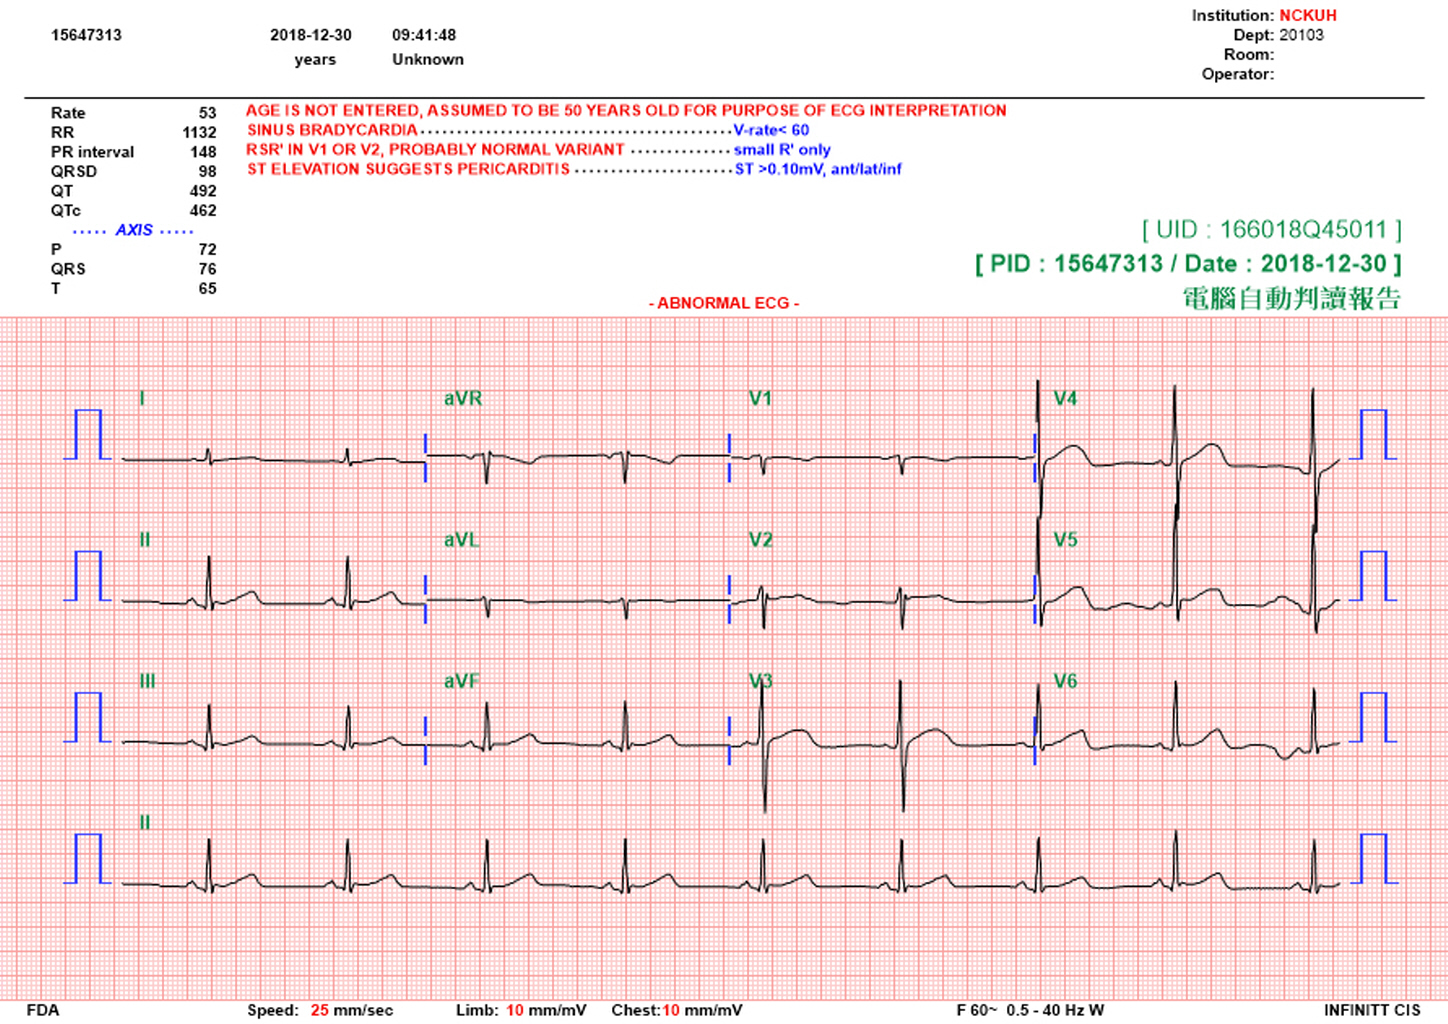 Institution: NCKUH
15647313 2018-12-30 09:41:48 Dept: 20103
Room:
years Unknown
Operator:
Rate 53 AGE IS NOT ENTERED, ASSUMED TO BE 50 YEARS OLD FOR PURPOSE OF ECG INTERPRETATION
RR 1132 SINUS BRADYCARDIA V-rate< 60
PR interval 148 RSR' IN V1 OR V2, PROBABLY NORMAL VARIANT small R' only
QRSD 98 ST ELEVATION SUGGESTS PERICARDITIS ST >0.10mV, ant/lat/inf
QT 492
QTc 462
..... AXIS .....
[ UID : 166018Q45011 ]
P 72
[ PID : 15647313 / Date : 2018-12-30 ]
QRS 76
T 65
電腦自動判讀報告
- ABNORMAL ECG -
I aVR V1 V4
II aVL V2 V5
III aVF V3 V6
II
FDA Speed: 25 mm/sec Limb: 10 mm/mV Chest:10 mm/mV F 60~ 0.5 - 40 Hz W INFINITT CIS